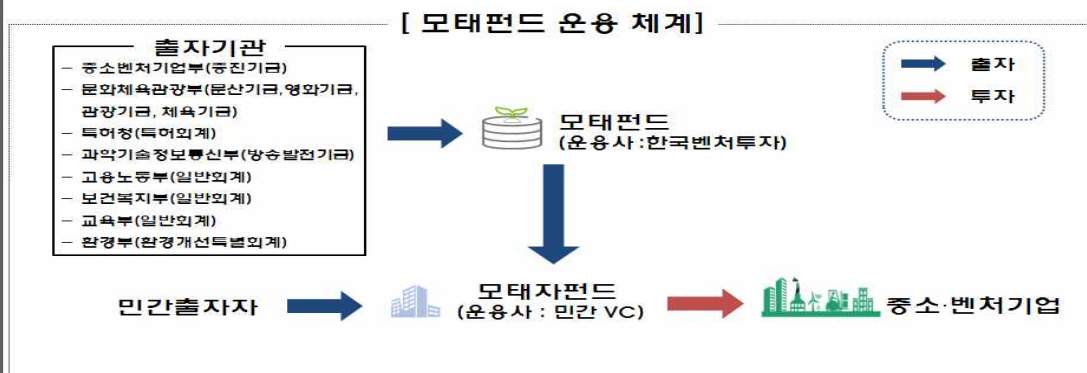 [ 모태펀드 운용 체계]
출자기관
– 중소벤처기업부(중진기금)
– 문화체육관광부(문산기금,영화기금,
관광기금, 체육기금)
– 특허청(특허회계)
– 과학기술정보통신부(방송발전기금)
– 고용노동부(일반회계)
– 보건복지부(일반회계)
– 교육부(일반회계)
– 환경부(환경개선특별회계)
출자
투자
모태펀드
(운용사 :한국벤처투자)
민간출자자
모태자펀드
(운용사 : 민간 VC)
중소·벤처기업